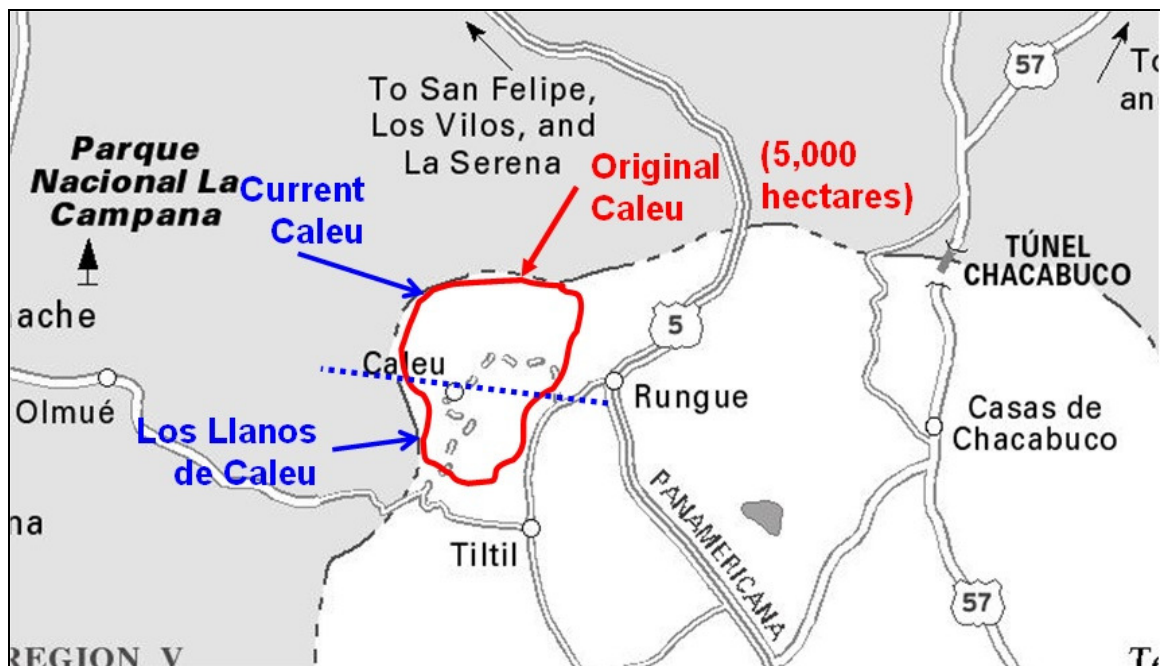 57
To
an
To San Felipe,
Los Vilos, and
La Serena
Parque
Nacional La
Campana
Current
Caleu
Original
Caleu
(5,000
hectares)
TÚNEL
CHACABUCO
ache
5
Caleu
Olmué
Rungue
Casas de
Chacabuco
Los Llanos
de Caleu
na
Tiltil
PANAMERICANA
57
REGION V
To